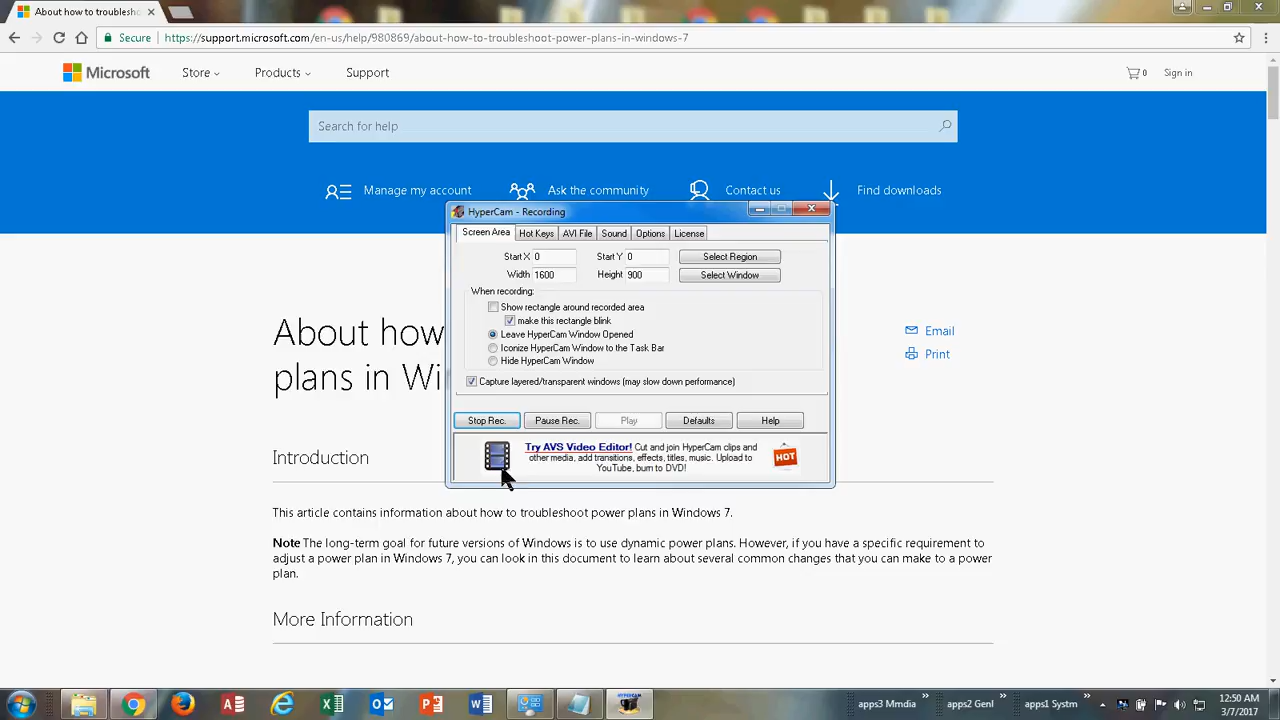 About how to troublesh
Secure
https://support.microsoft.com/en-us/help/980869/about-how-to-troubleshoot-power-plans-in-windows-7
Microsoft
Store
Products
Support
0
Sign in
Search for help
Manage my account
Ask the community
Contact us
Find downloads
HyperCam - Recording
Screen Area
Hot Keys
AVI File
Sound
Options
License
Start X 0
Start Y 0
Select Region
Width 1600
Height 900
Select Window
When recording:
Show rectangle around recorded area
make this rectangle blink
Leave HyperCam Window Opened
Iconize HyperCam Window to the Task Bar
Hide HyperCam Window
Capture layered/transparent windows (may slow down performance)
Stop Rec.
Pause Rec.
Play
Defaults
Help
Try AVS Video Editor! Cut and join HyperCam clips and
other media, add transitions, effects, titles, music. Upload to
YouTube, burn to DVD!
HOT
About how
plans in Wi
Email
Print
Introduction
This article contains information about how to troubleshoot power plans in Windows 7.
Note The long-term goal for future versions of Windows is to use dynamic power plans. However, if you have a specific requirement to
adjust a power plan in Windows 7, you can look in this document to learn about several common changes that you can make to a power
plan.
More Information
HYPERCAM
apps3 Mmdia
apps2 Genl
apps1 Systm
12:50 AM
3/7/2017